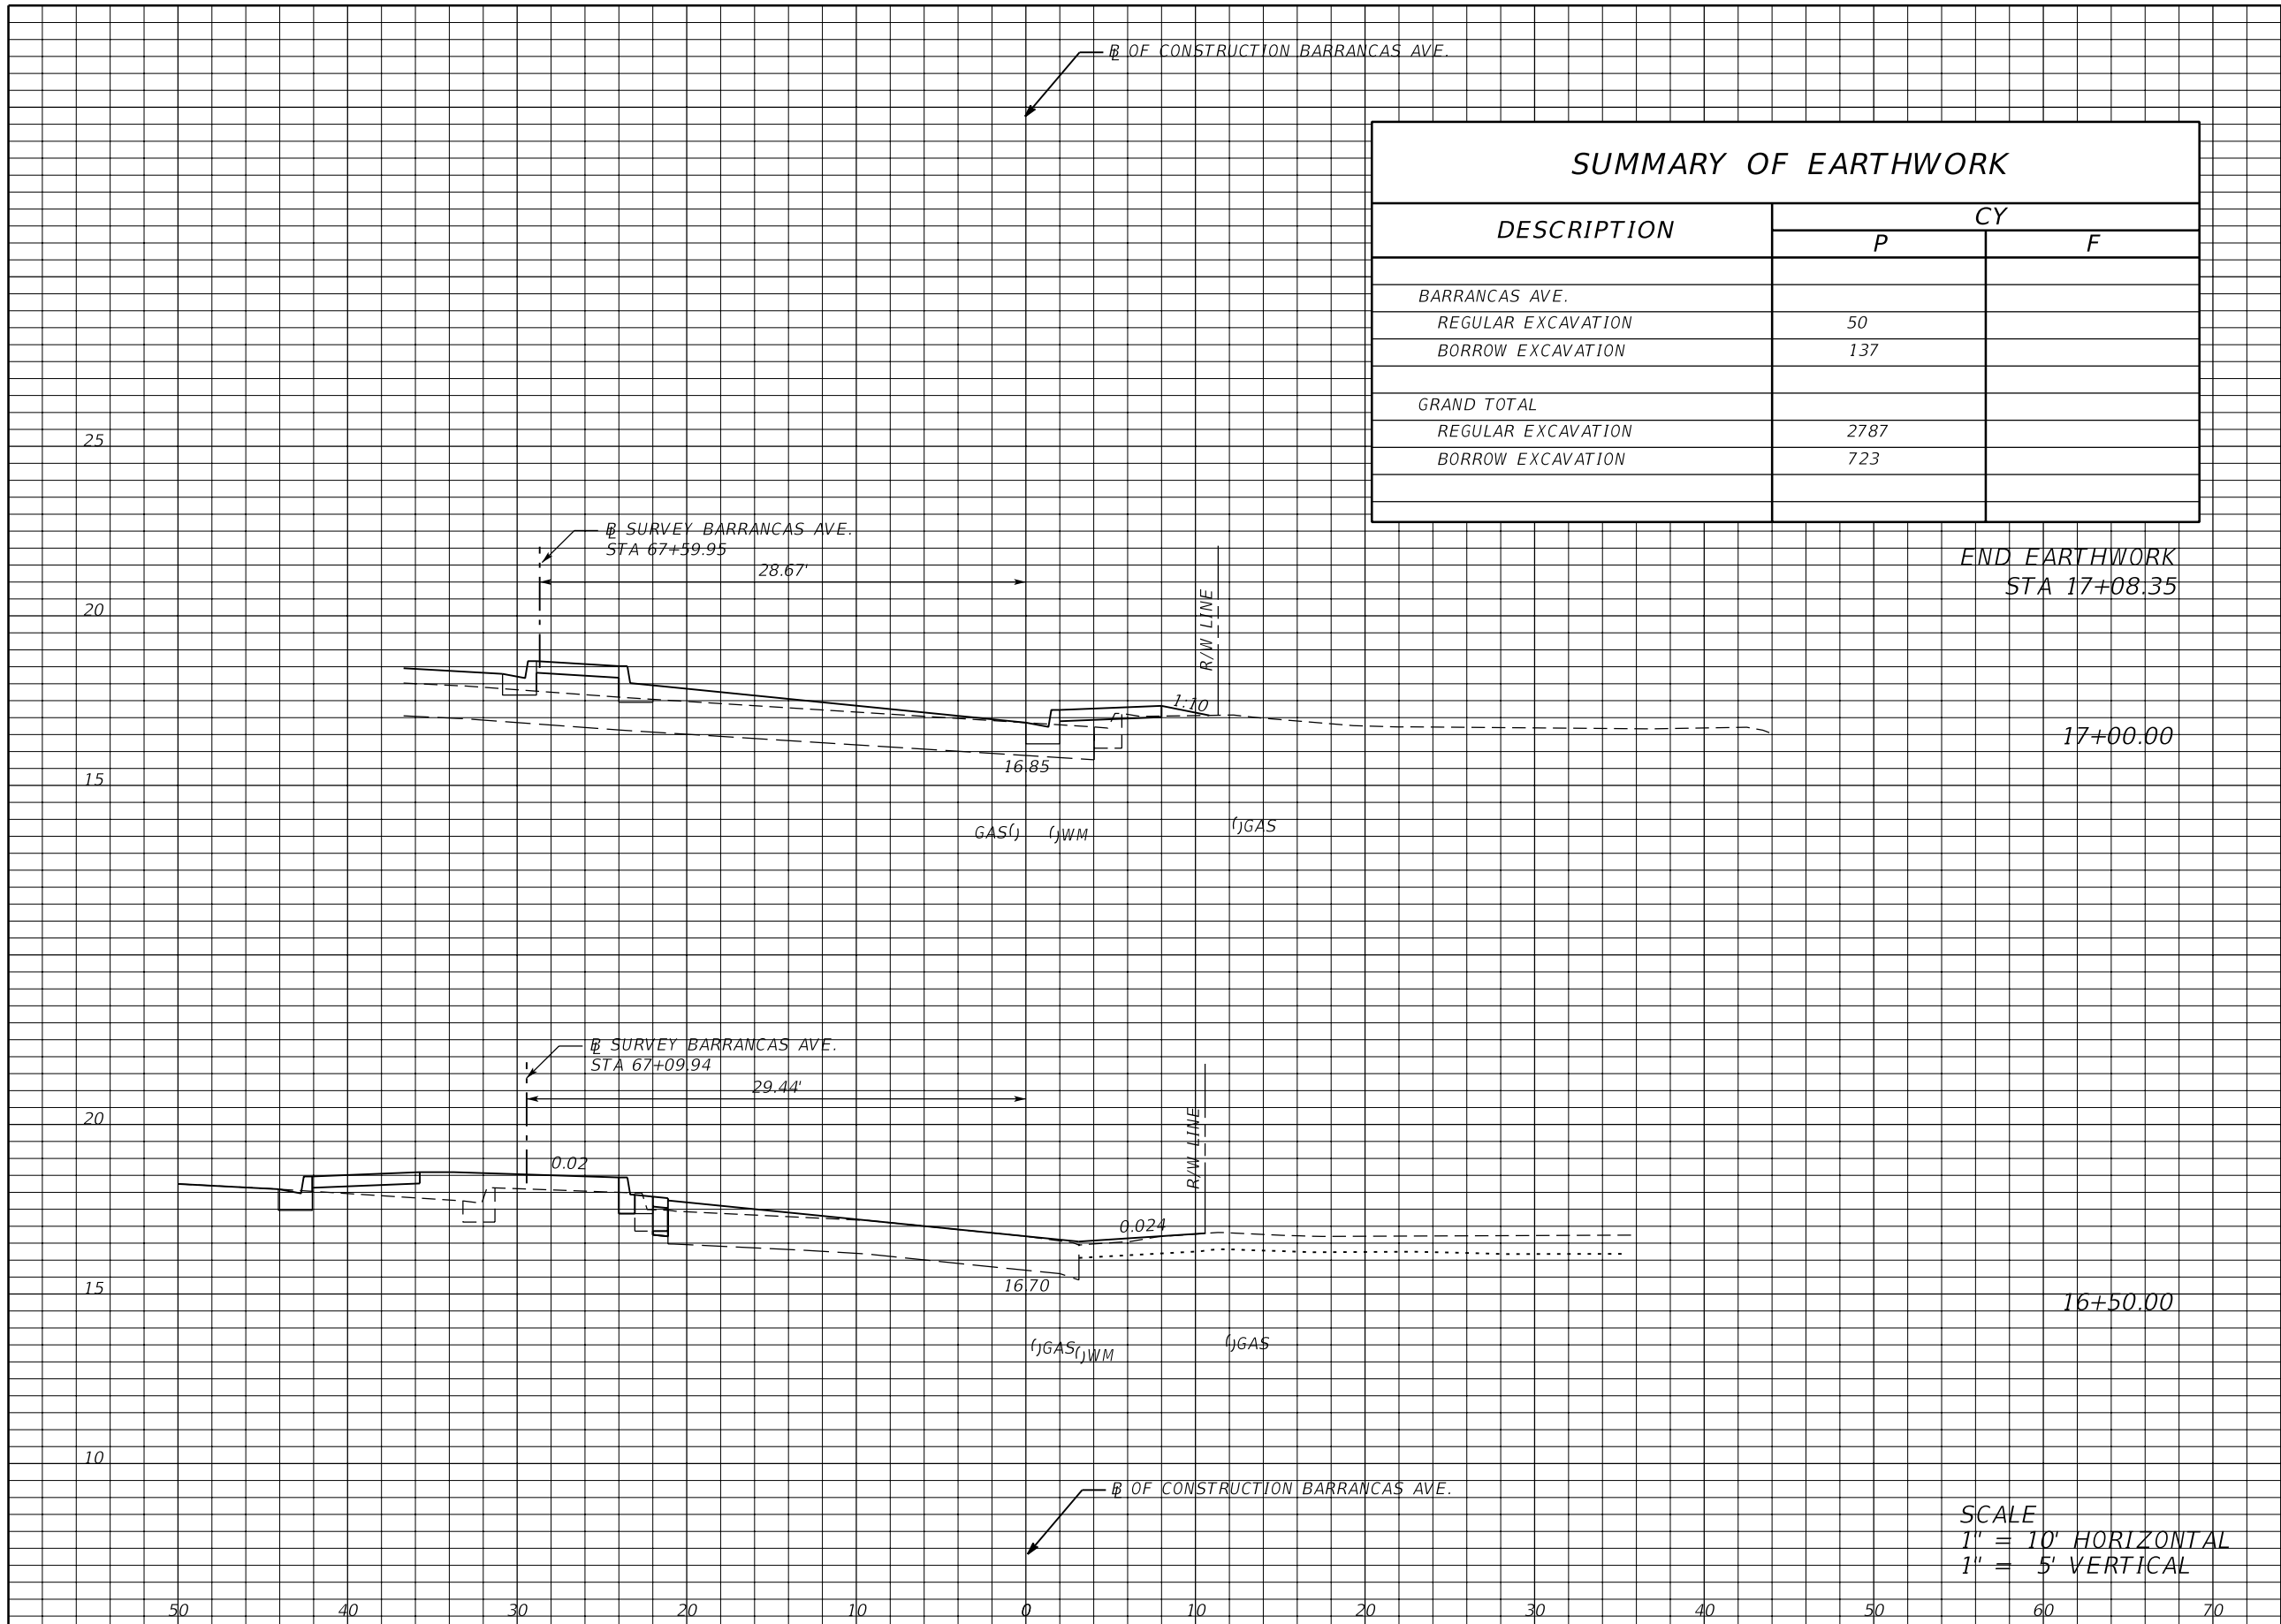 ℄ OF CONSTRUCTION BARRANCAS AVE.
SUMMARY OF EARTHWORK
DESCRIPTION CY
P F
BARRANCAS AVE.
REGULAR EXCAVATION 50
BORROW EXCAVATION 137
GRAND TOTAL
REGULAR EXCAVATION 2787
BORROW EXCAVATION 723
25
℄ SURVEY BARRANCAS AVE.
STA 67+59.95
28.67'
END EARTHWORK
STA 17+08.35
20
R/W LINE
1:10
17+00.00
16.85
15
GAS WM GAS
℄ SURVEY BARRANCAS AVE.
STA 67+09.94
29.44'
20
R/W LINE
0.02
0.024
16.70
15
16+50.00
GAS WM GAS
10
℄ OF CONSTRUCTION BARRANCAS AVE.
SCALE
1" = 10' HORIZONTAL
1" = 5' VERTICAL
50 40 30 20 10 0 10 20 30 40 50 60 70